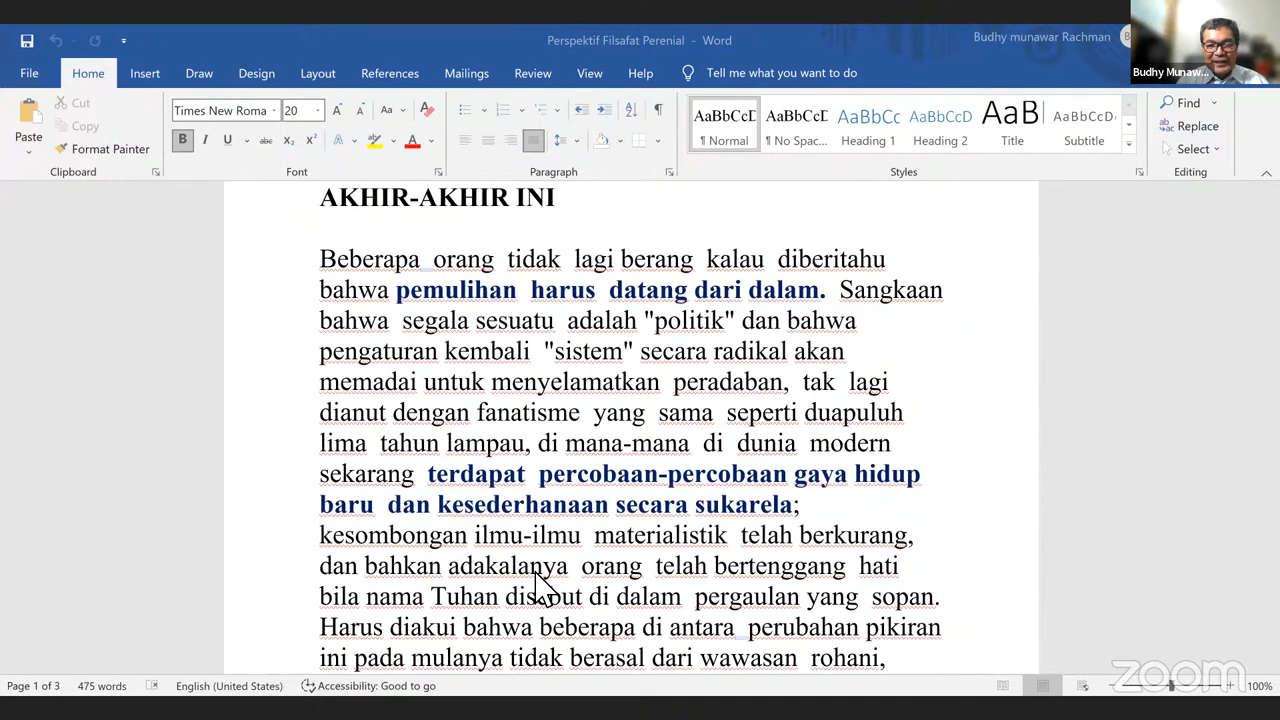 Perspektif Filsafat Perenial - Word
Budhy munawar Rachman
Budhy Munaw...
File Home Insert Draw Design Layout References Mailings Review View Help Tell me what you want to do
Paste
Cut
Copy
Format Painter
Clipboard
Times New Roma 20
Font
Paragraph
AaBbCcD AaBbCcD AaBbCc AaBbCcD AaB AaBbCcD
¶ Normal ¶ No Spac... Heading 1 Heading 2 Title Subtitle
Styles
Find
Replace
Select
Editing
AKHIR-AKHIR INI
Beberapa orang tidak lagi berang kalau diberitahu
bahwa pemulihan harus datang dari dalam. Sangkaan
bahwa segala sesuatu adalah "politik" dan bahwa
pengaturan kembali "sistem" secara radikal akan
memadai untuk menyelamatkan peradaban, tak lagi
dianut dengan fanatisme yang sama seperti duapuluh
lima tahun lampau, di mana-mana di dunia modern
sekarang terdapat percobaan-percobaan gaya hidup
baru dan kesederhanaan secara sukarela;
kesombongan ilmu-ilmu materialistik telah berkurang,
dan bahkan adakalanya orang telah bertenggang hati
bila nama Tuhan disebut di dalam pergaulan yang sopan.
Harus diakui bahwa beberapa di antara perubahan pikiran
ini pada mulanya tidak berasal dari wawasan rohani,
zoom
Page 1 of 3 475 words English (United States) Accessibility: Good to go 100%